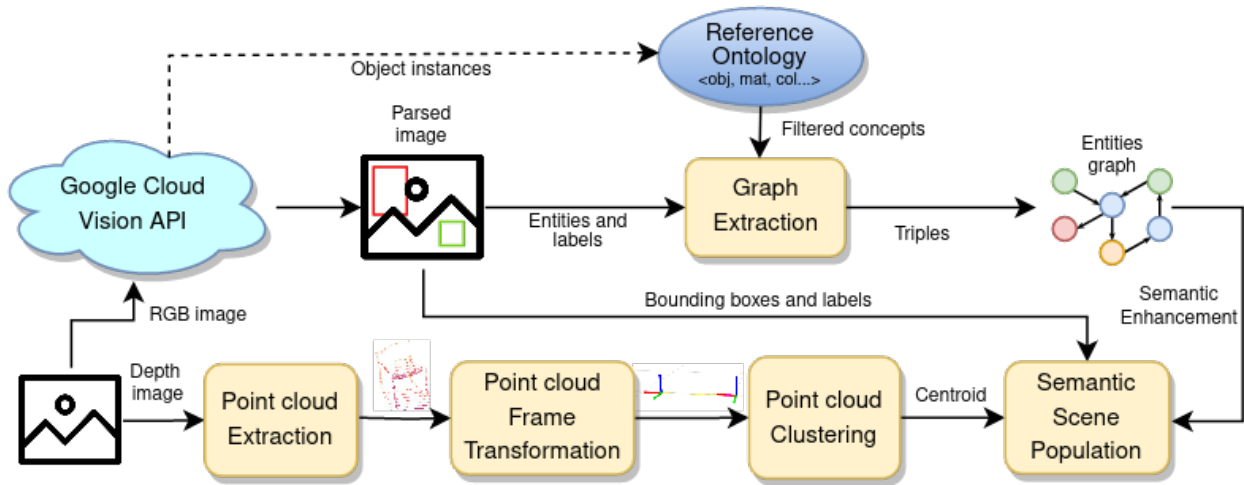 Reference
Ontology
<obj, mat, col...>
Object instances
Parsed
image
Filtered concepts
Entities
graph
Google Cloud
Vision API
Graph
Extraction
Entities and
labels
Triples
Bounding boxes and labels
Semantic
Enhancement
RGB image
Depth
image
Point cloud
Extraction
Point cloud
Frame
Transformation
Point cloud
Clustering
Centroid
Semantic
Scene
Population